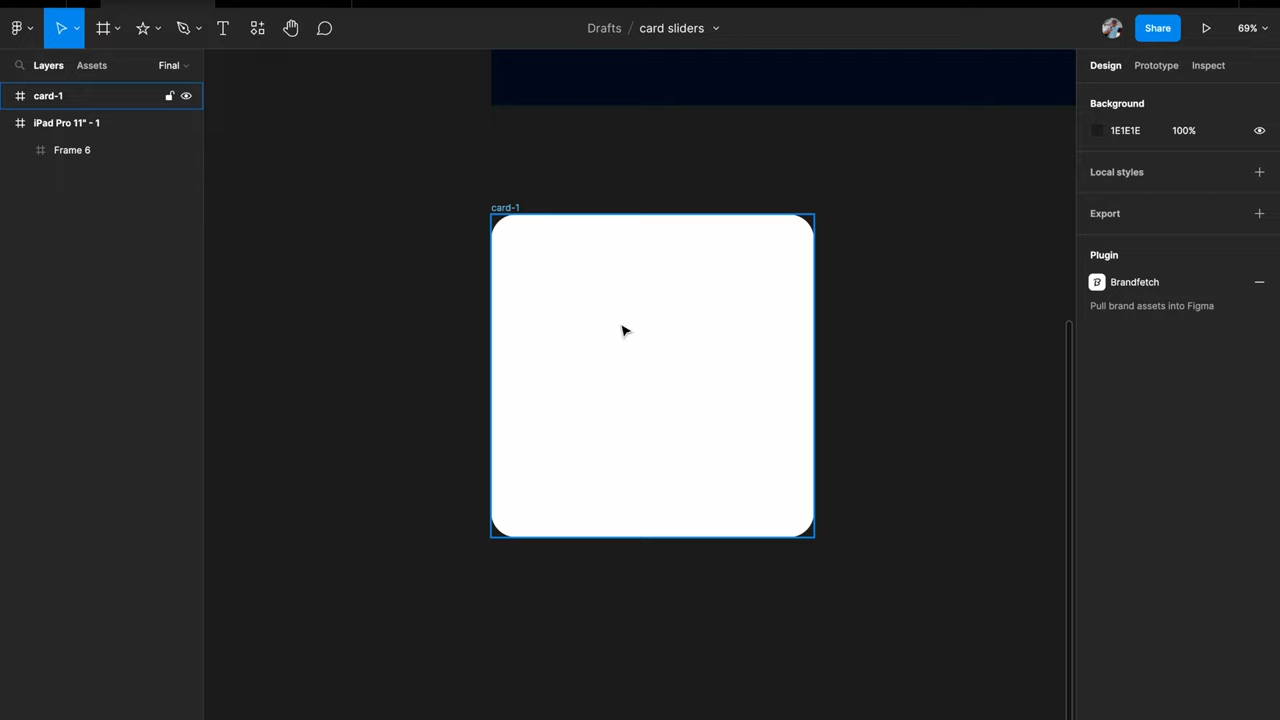 Drafts / card sliders
Share
69%
Layers
Assets
Final
card-1
iPad Pro 11" - 1
Frame 6
card-1
Design
Prototype
Inspect
Background
1E1E1E
100%
Local styles
Export
Plugin
Brandfetch
Pull brand assets into Figma